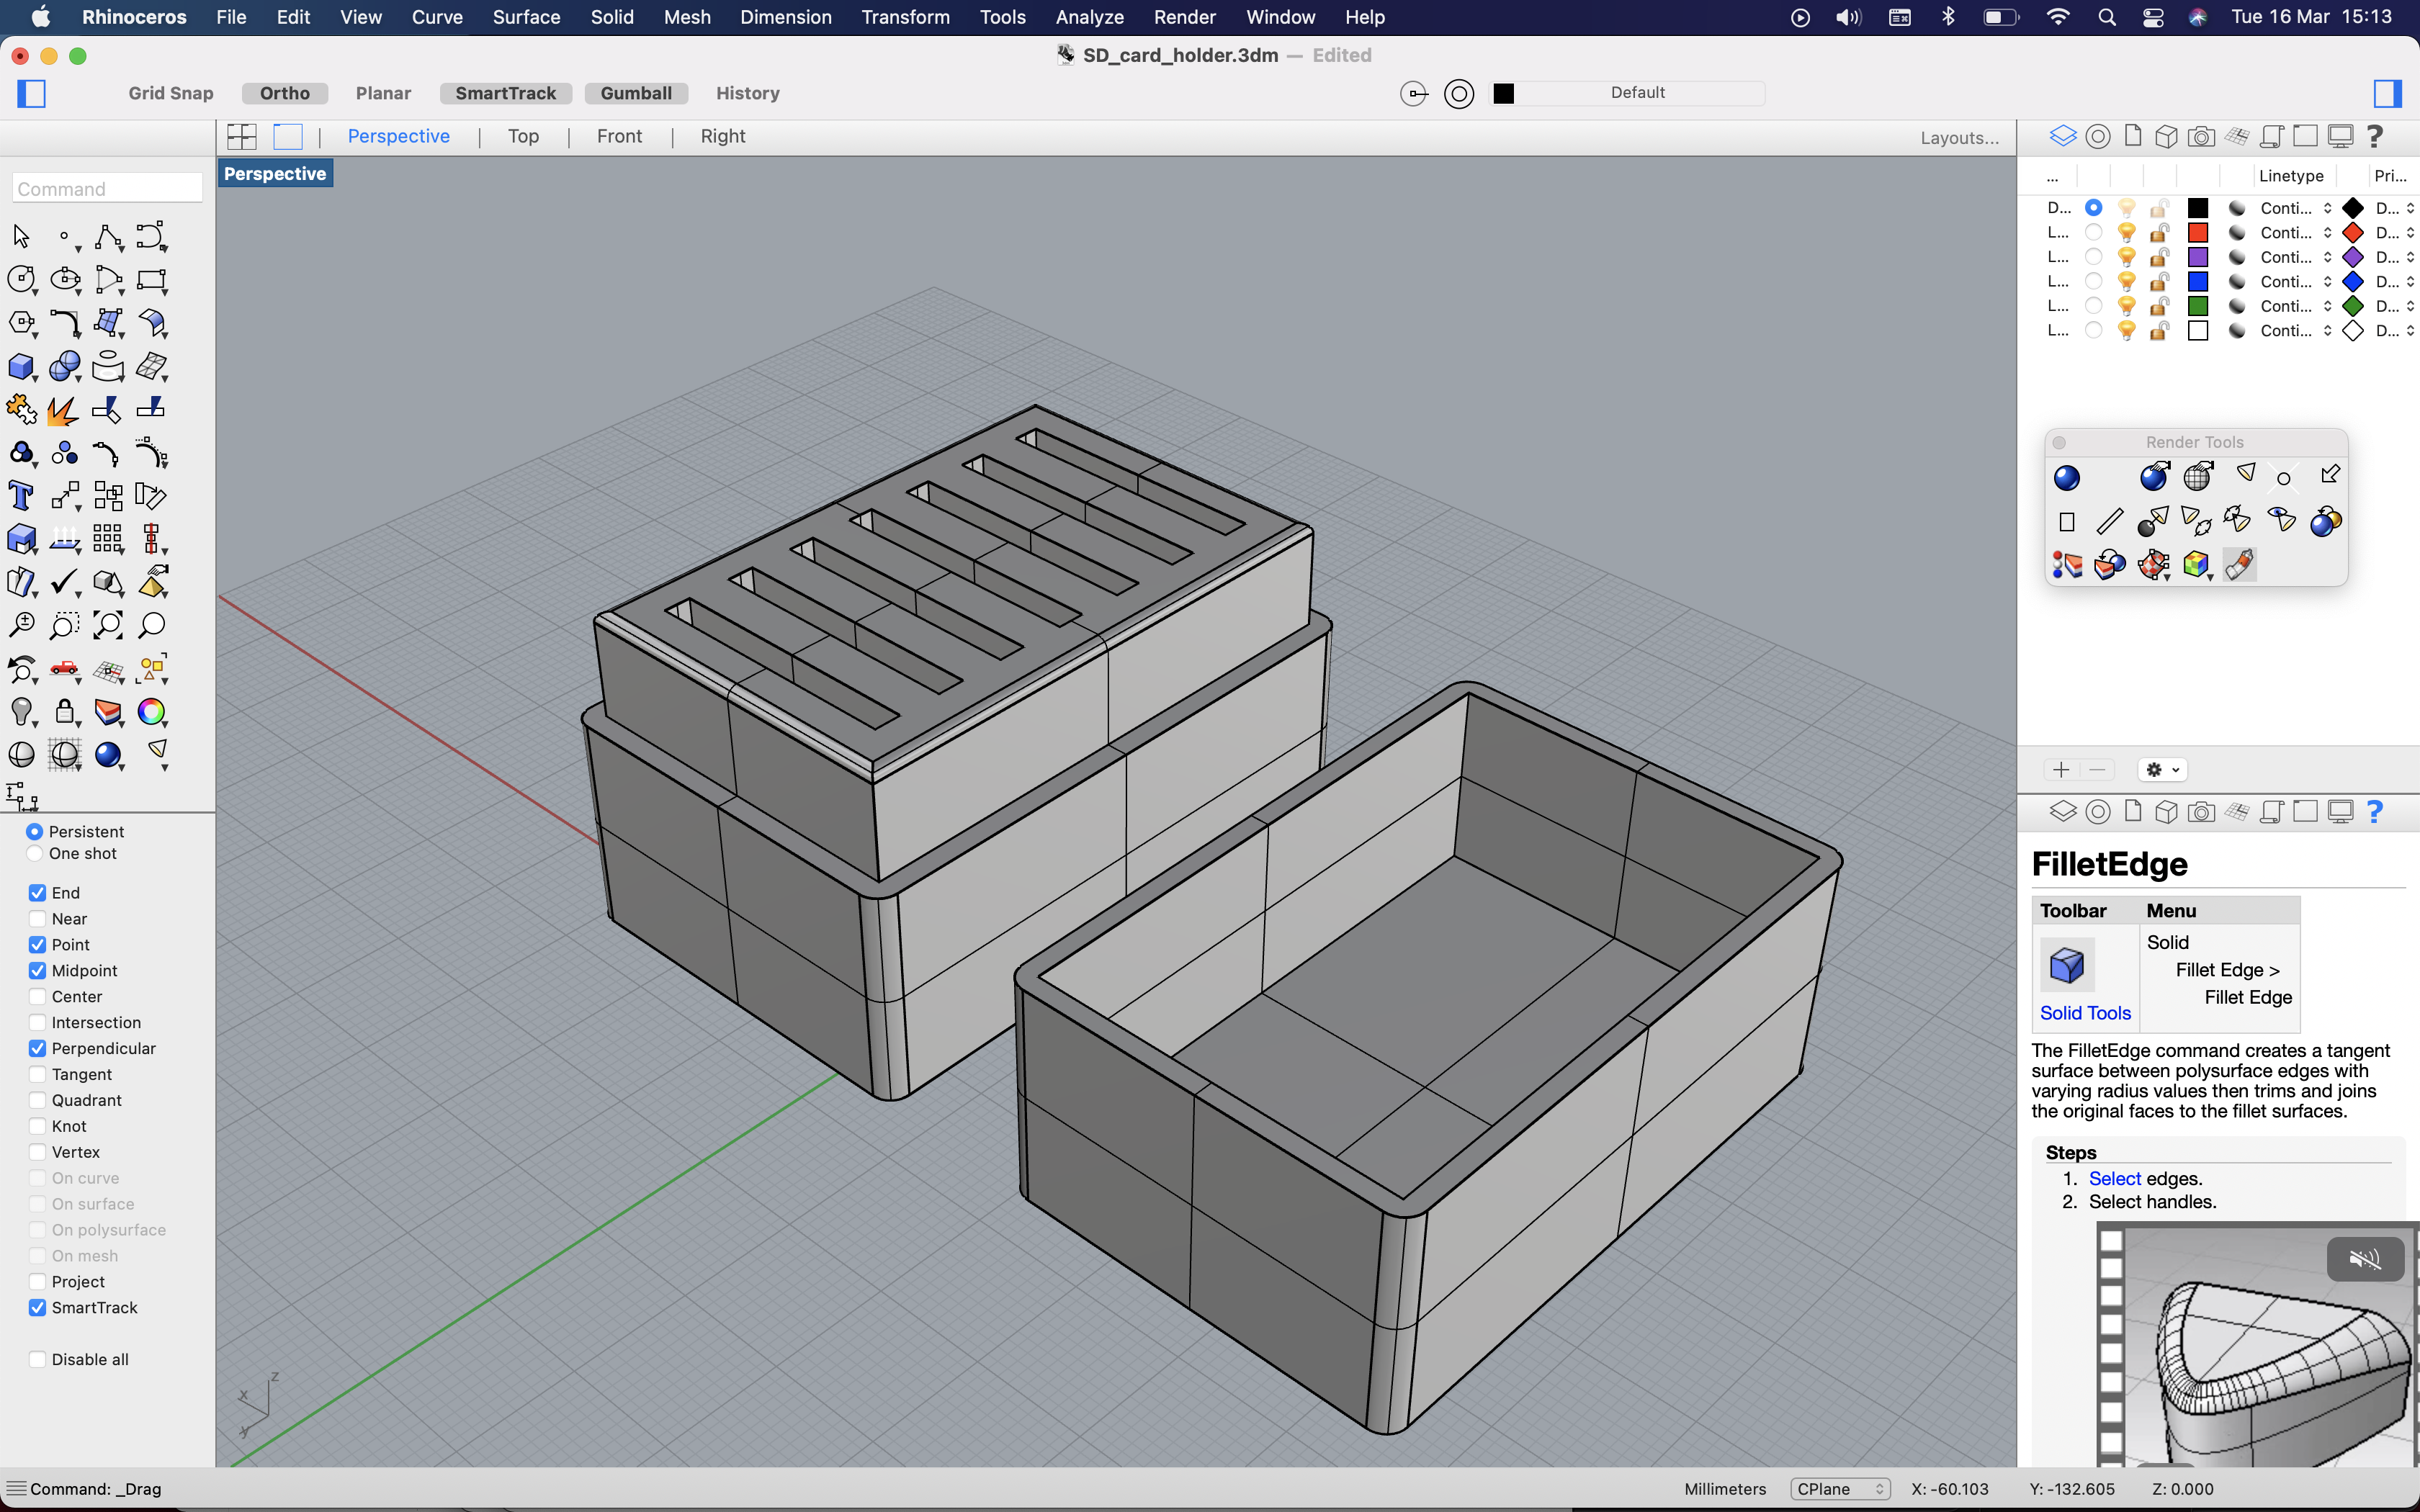 Rhinoceros File Edit View Curve Surface Solid Mesh Dimension Transform Tools Analyze Render Window Help Tue 16 Mar 15:13
SD_card_holder.3dm — Edited
Grid Snap Ortho Planar SmartTrack Gumball History Default
Perspective | Top | Front | Right Layouts...
Perspective
Command
... Linetype Pri...
D... Conti... D...
L... Conti... D...
L... Conti... D...
L... Conti... D...
L... Conti... D...
L... Conti... D...
Render Tools
Persistent
One shot
End
Near
Point
Midpoint
Center
Intersection
Perpendicular
Tangent
Quadrant
Knot
Vertex
On curve
On surface
On polysurface
On mesh
Project
SmartTrack
Disable all
z
x
y
FilletEdge
Toolbar Menu
Solid
Fillet Edge >
Fillet Edge
Solid Tools
The FilletEdge command creates a tangent
surface between polysurface edges with
varying radius values then trims and joins
the original faces to the fillet surfaces.
Steps
1. Select edges.
2. Select handles.
Command: _Drag Millimeters CPlane X: -60.103 Y: -132.605 Z: 0.000